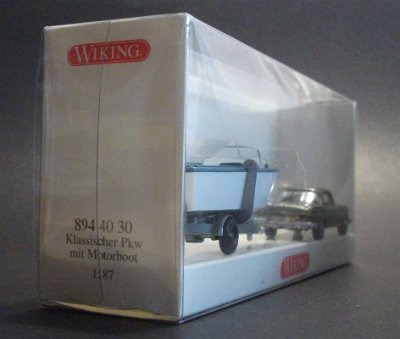 WIKING
894 40 30
Klassischer Pkw
mit Motorboot
1:87
WIKING